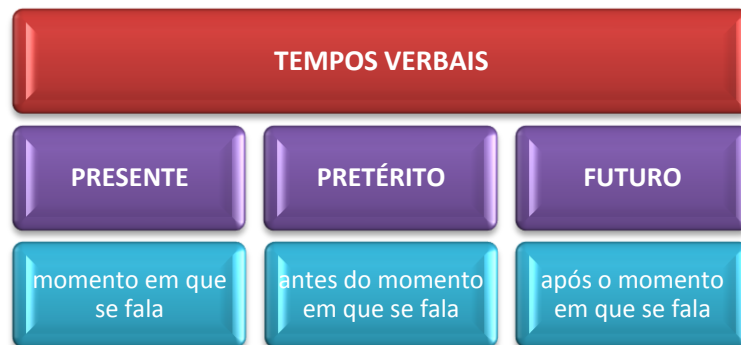 TEMPOS VERBAIS
PRESENTE
PRETÉRITO
FUTURO
momento em que
se fala
antes do momento
em que se fala
após o momento
em que se fala